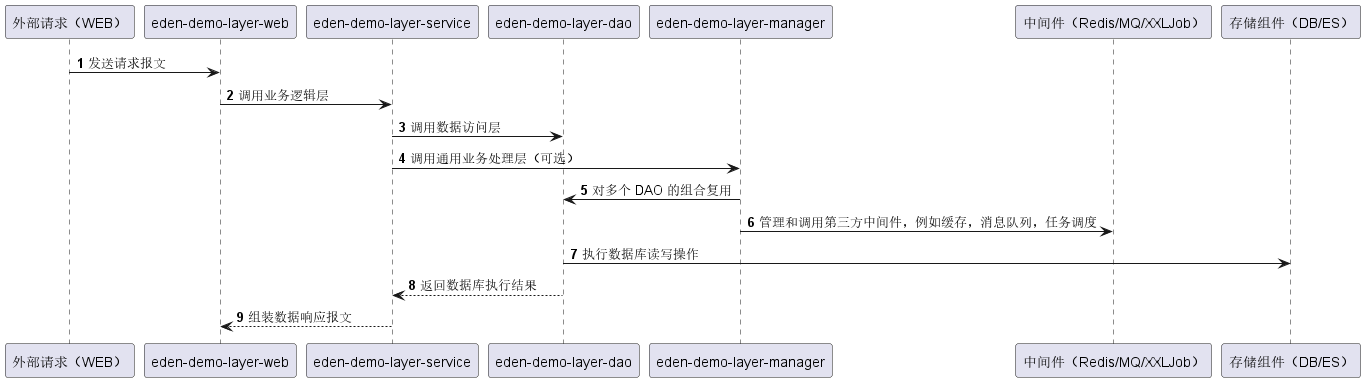 外部请求（WEB）
eden-demo-layer-web
eden-demo-layer-service
eden-demo-layer-dao
eden-demo-layer-manager
中间件（Redis/MQ/XXLJob）
存储组件（DB/ES）
1 发送请求报文
2 调用业务逻辑层
3 调用数据访问层
4 调用通用业务处理层（可选）
5 对多个 DAO 的组合复用
6 管理和调用第三方中间件，例如缓存，消息队列，任务调度
7 执行数据库读写操作
8 返回数据库执行结果
9 组装数据响应报文
外部请求（WEB）
eden-demo-layer-web
eden-demo-layer-service
eden-demo-layer-dao
eden-demo-layer-manager
中间件（Redis/MQ/XXLJob）
存储组件（DB/ES）